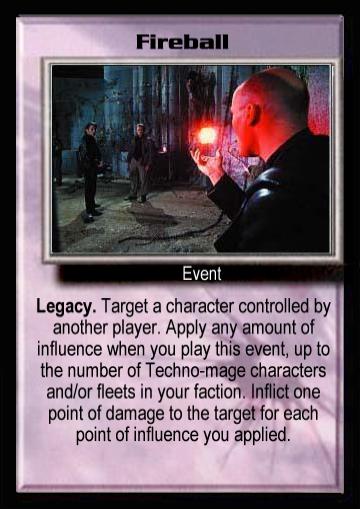 Fireball
Event
Legacy. Target a character controlled by
another player. Apply any amount of
influence when you play this event, up to
the number of Techno-mage characters
and/or fleets in your faction. Inflict one
point of damage to the target for each
point of influence you applied.